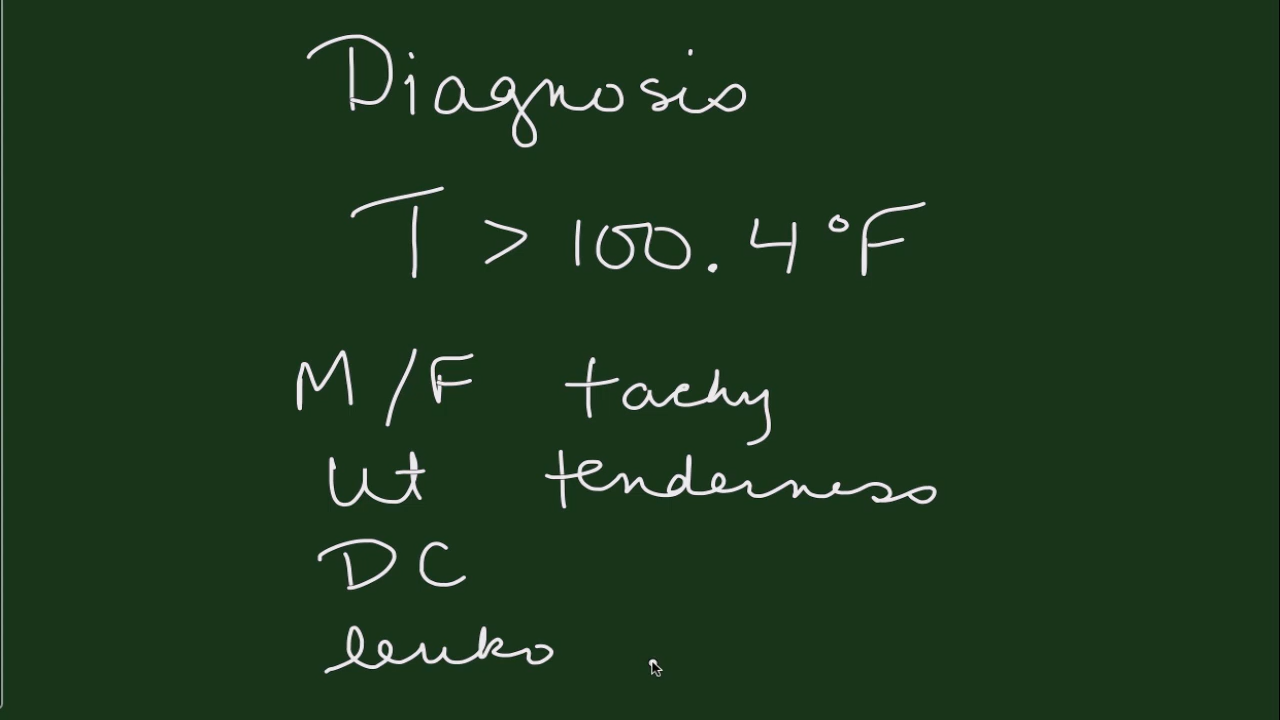 Diagnosis
T > 100.4°F
M/F tachy
Ut tenderness
DC
leuko